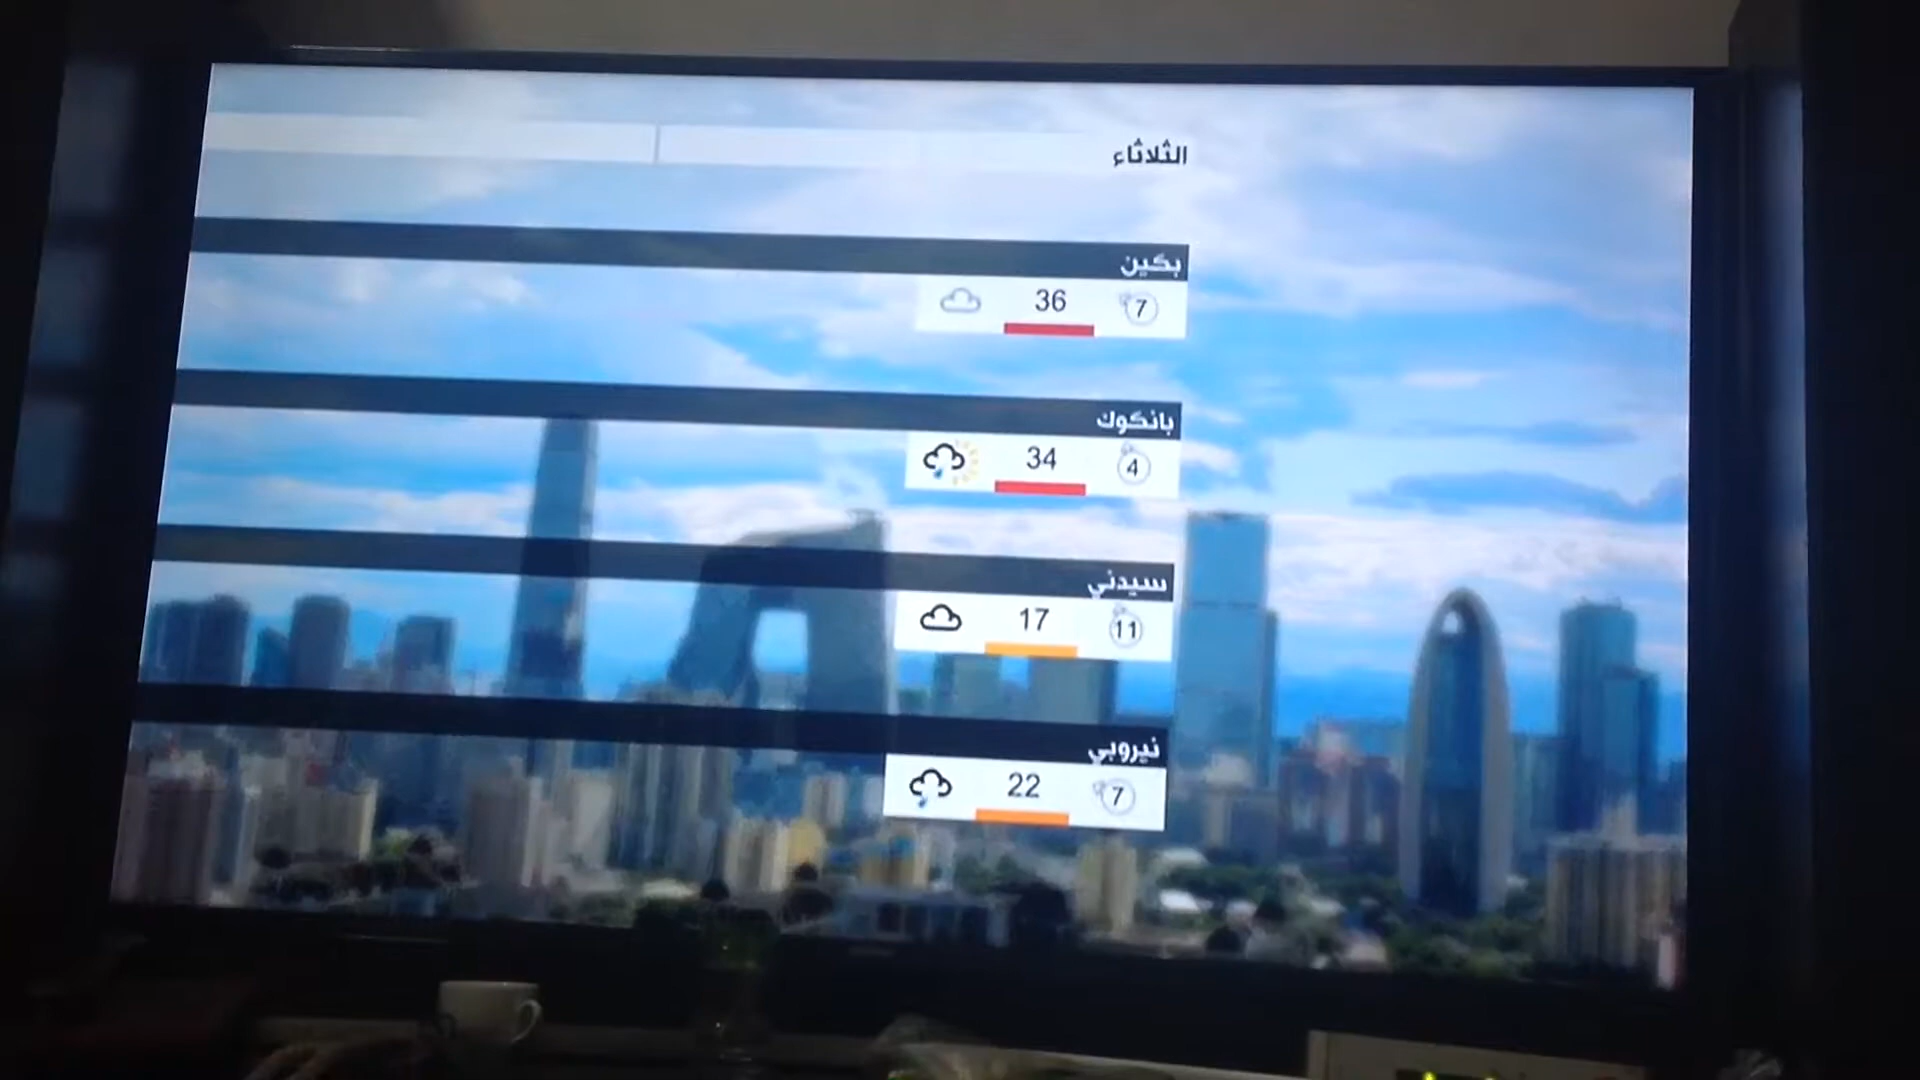 الثلاثاء
بكين
7 36
بانكوك
4 34
سيدني
11 17
نيروبي
7 22